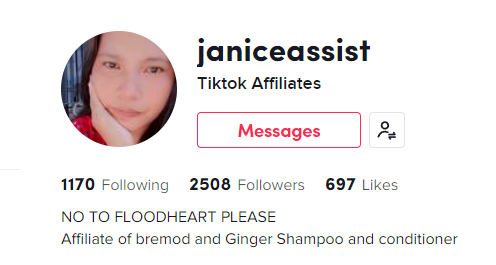 janiceassist
Tiktok Affiliates
Messages
1170 Following 2508 Followers 697 Likes
NO TO FLOODHEART PLEASE
Affiliate of bremod and Ginger Shampoo and conditioner